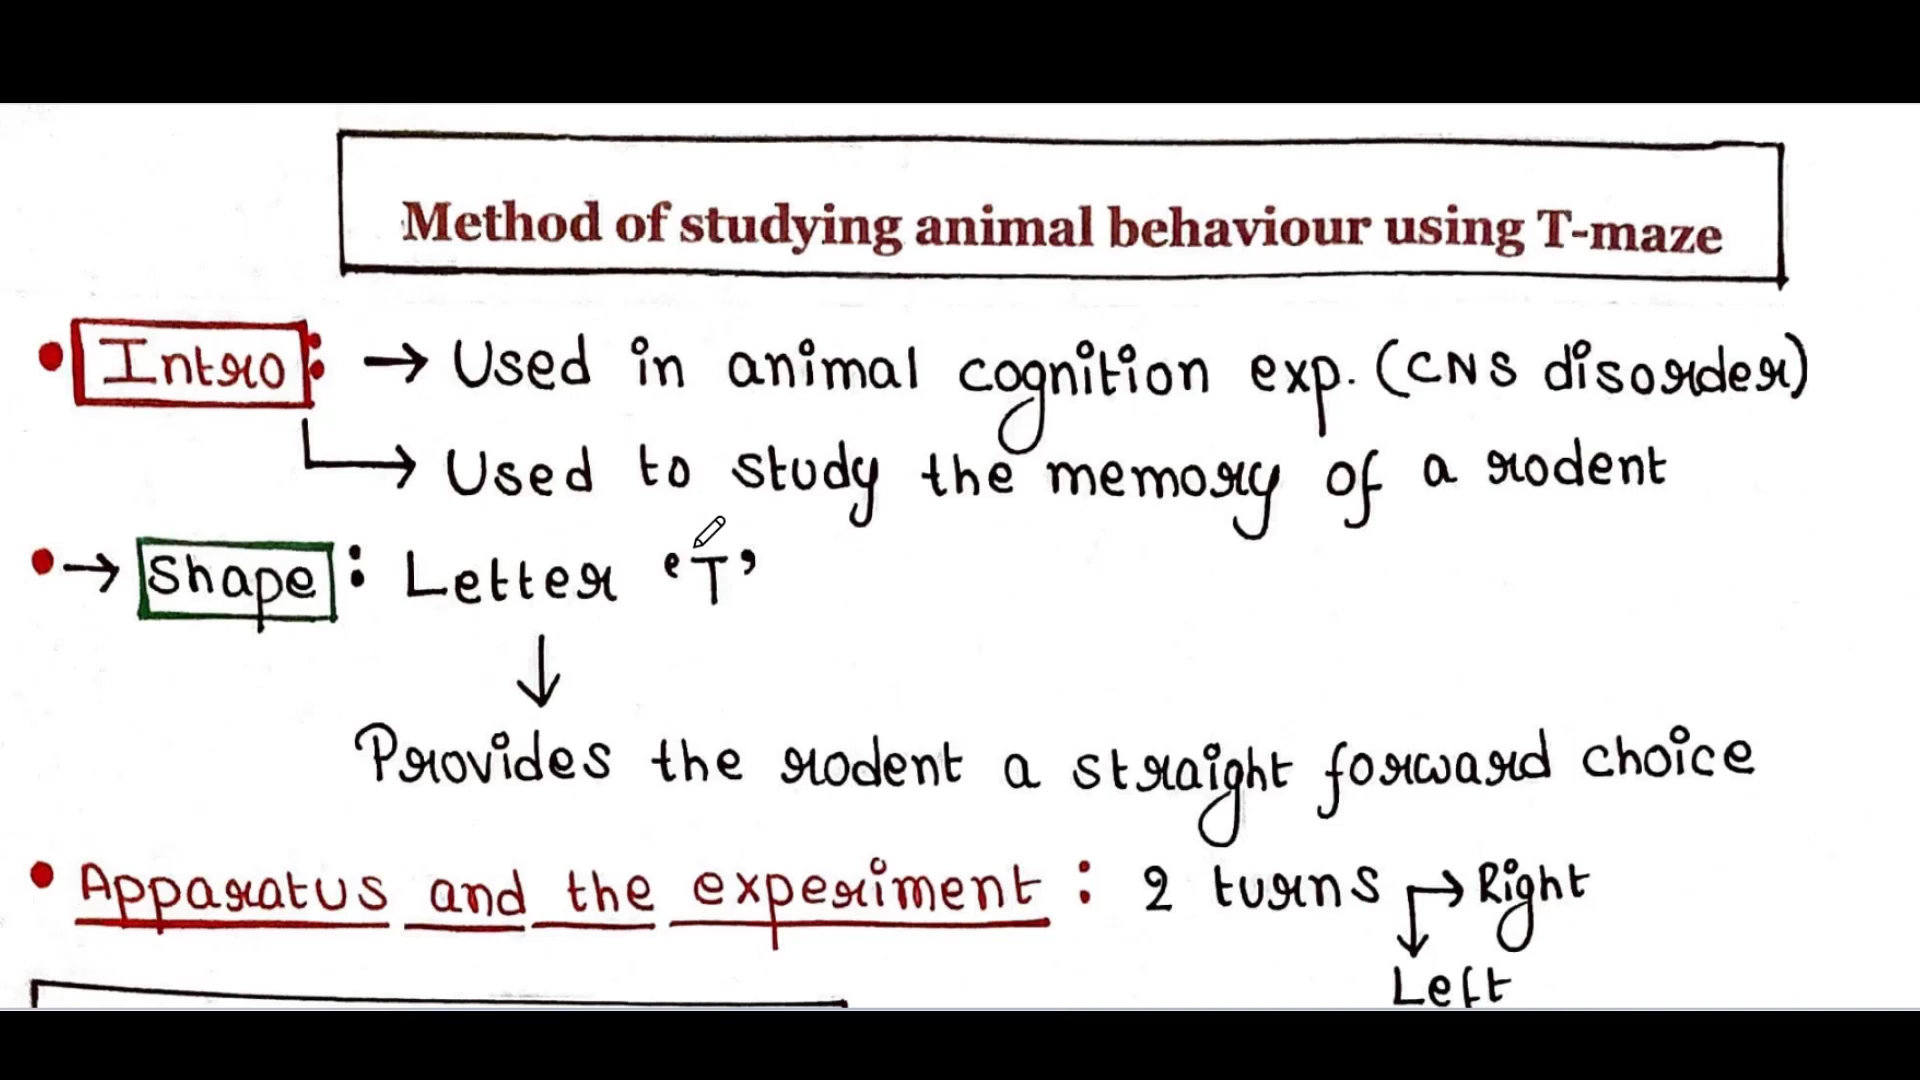 Method of studying animal behaviour using T-maze
• Intro : → Used in animal cognition exp. (CNS disorder)
→ Used to study the memory of a rodent
• → Shape : Letter 'T'
↓
Provides the rodent a straight forward choice
• Apparatus and the experiment : 2 turns → Right
Left